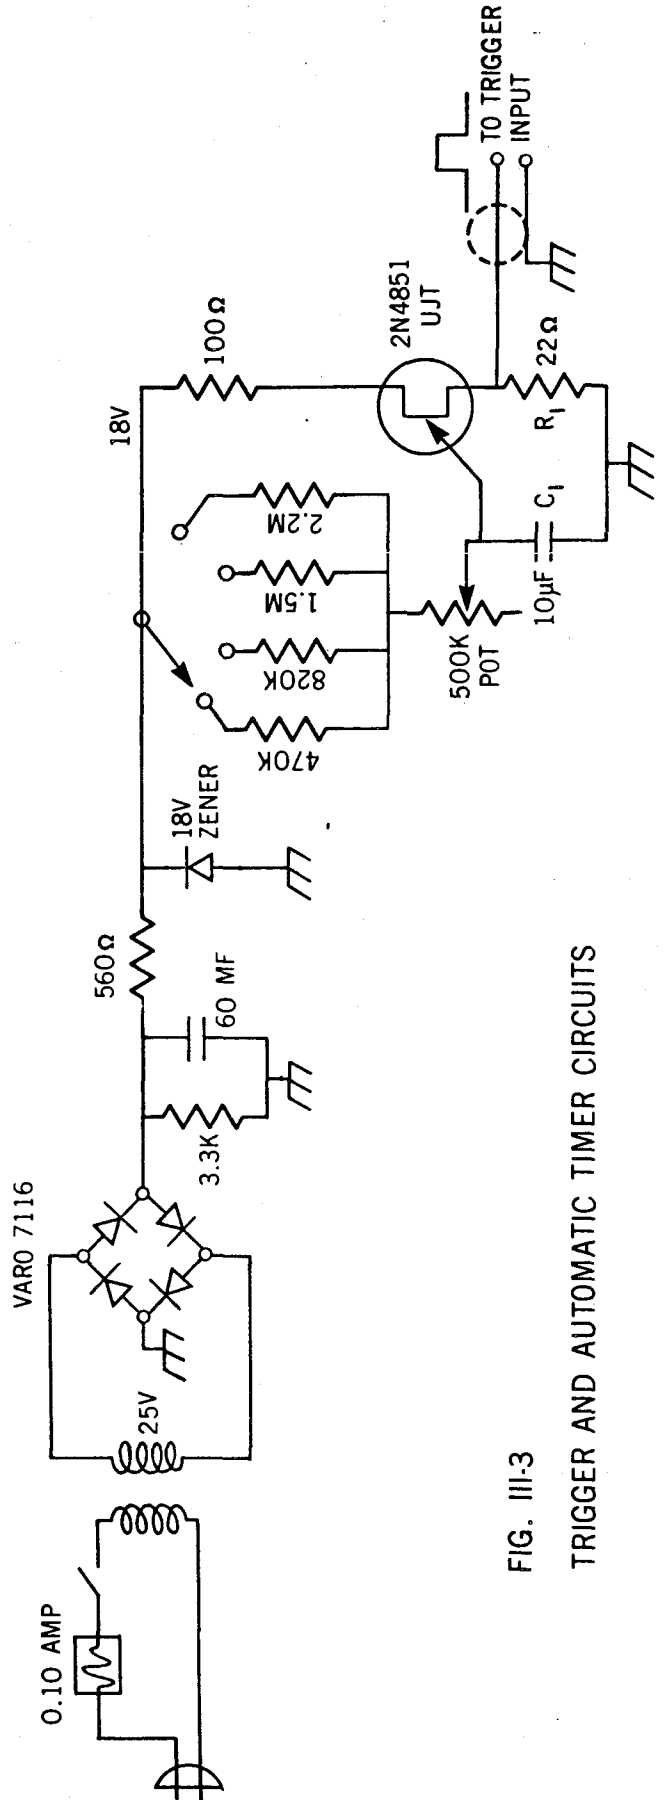 0.10 AMP
25V
VARO 7116
3.3K
60 MF
560Ω
18V
ZENER
470K
820K
1.5M
2.2M
500K
POT
18V
100Ω
2N4851
UJT
10µF
C1
R1
22Ω
TO TRIGGER
INPUT
FIG. III-3
TRIGGER AND AUTOMATIC TIMER CIRCUITS